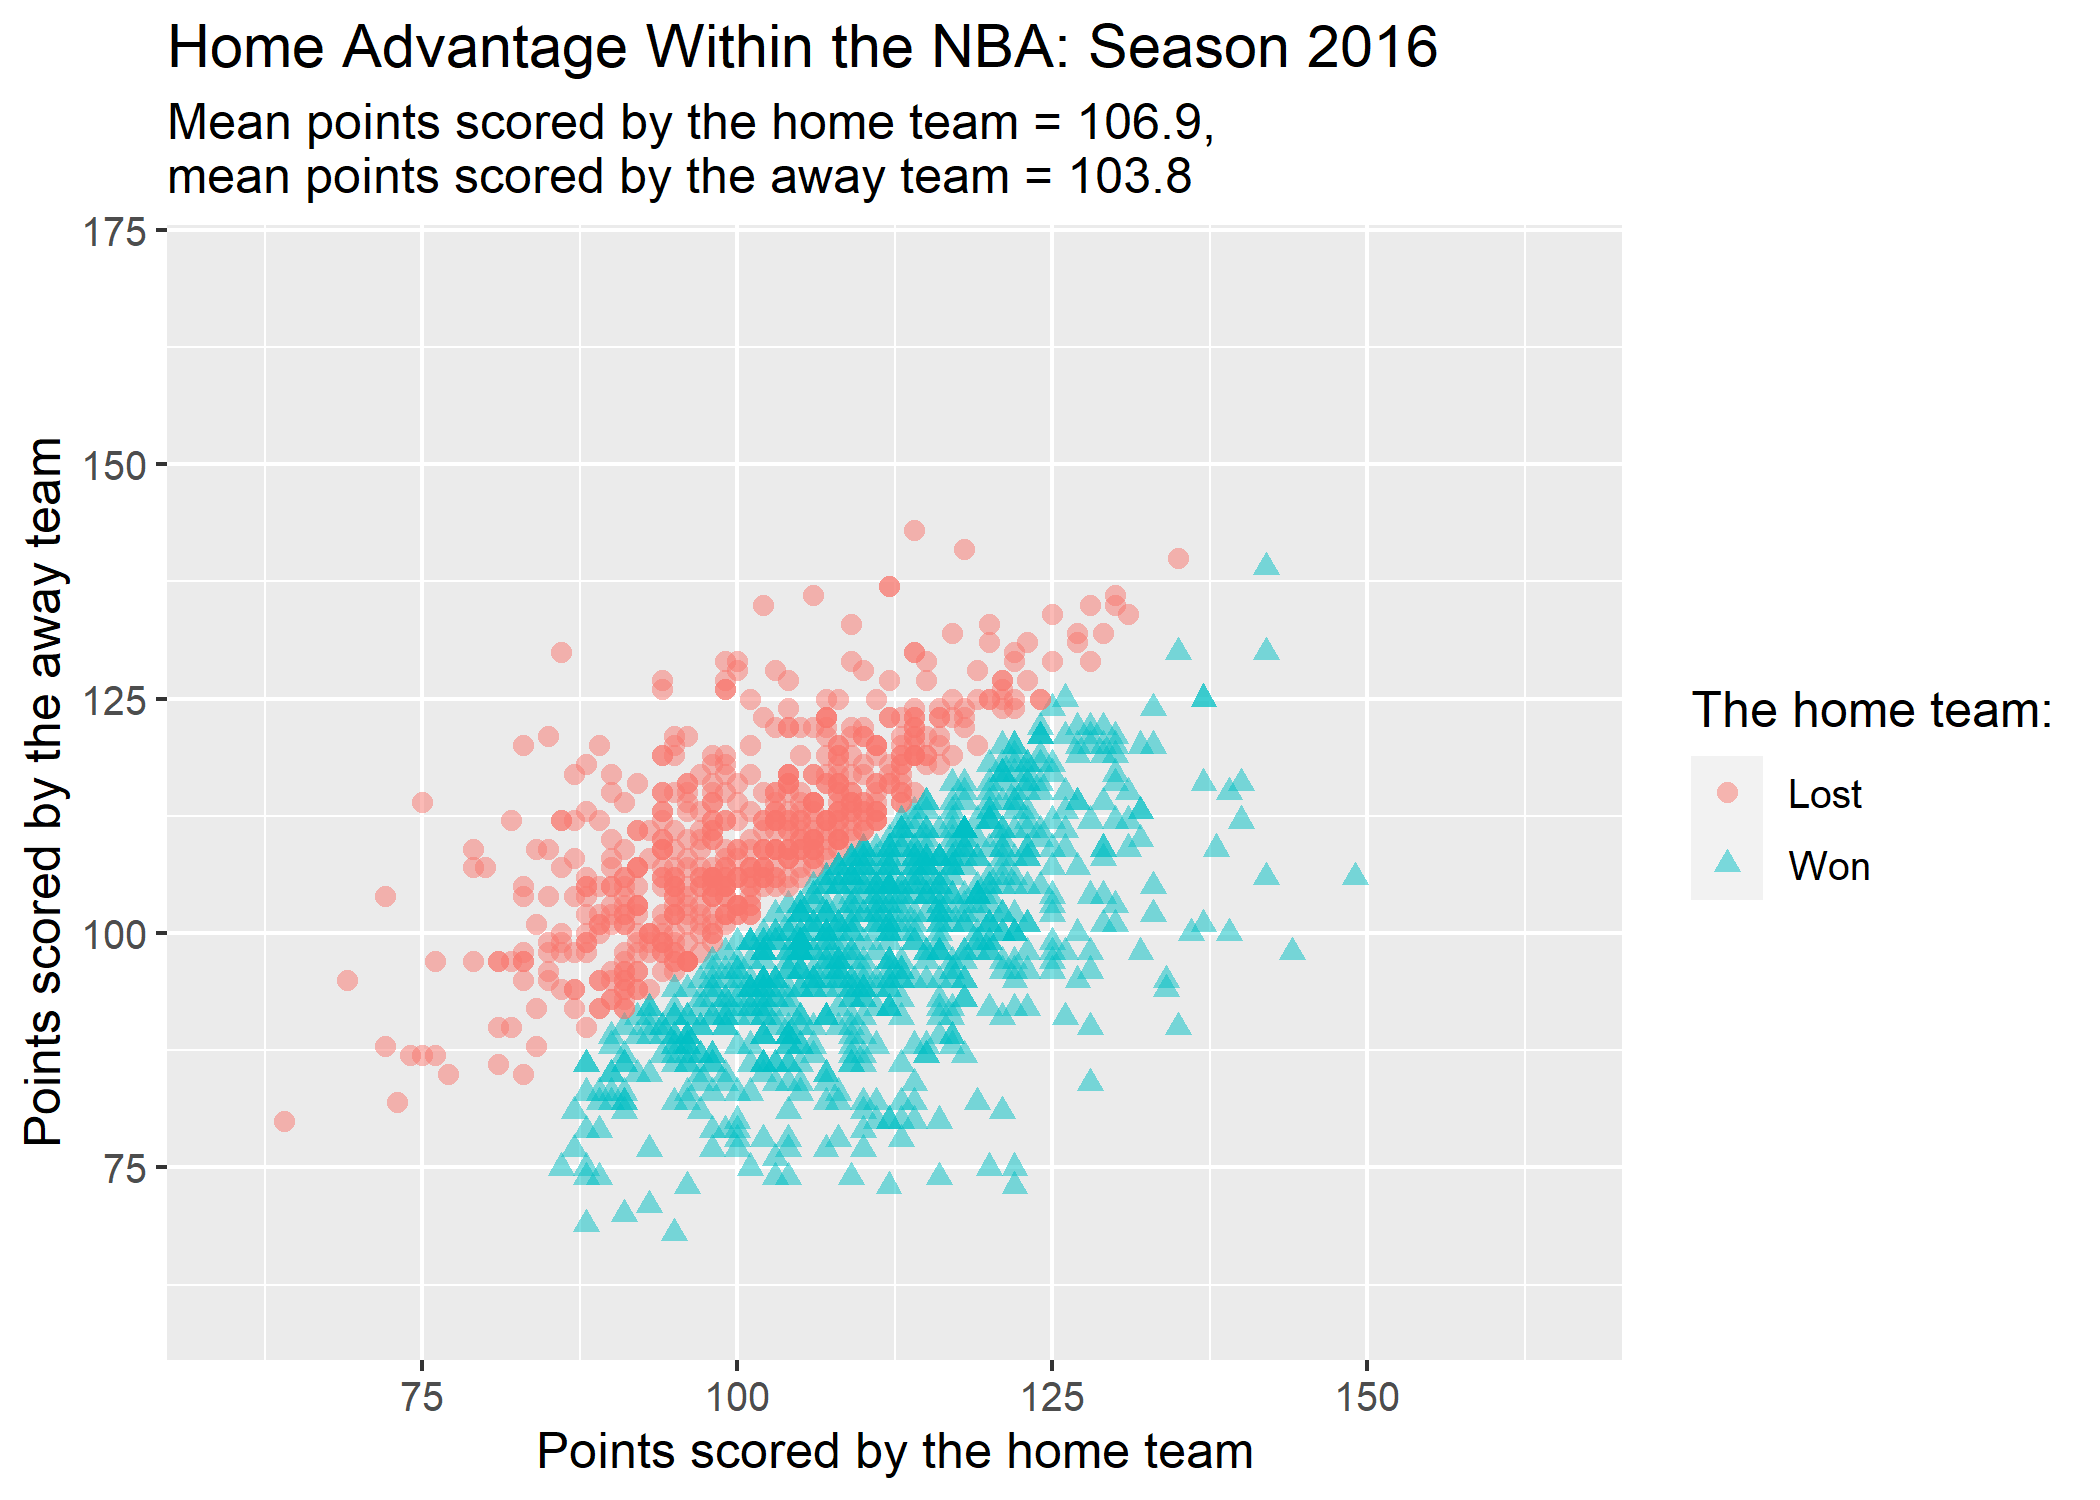 Home Advantage Within the NBA: Season 2016
Mean points scored by the home team = 106.9,
mean points scored by the away team = 103.8
175
150
125
100
75
Points scored by the away team
75 100 125 150
Points scored by the home team
The home team:
Lost
Won